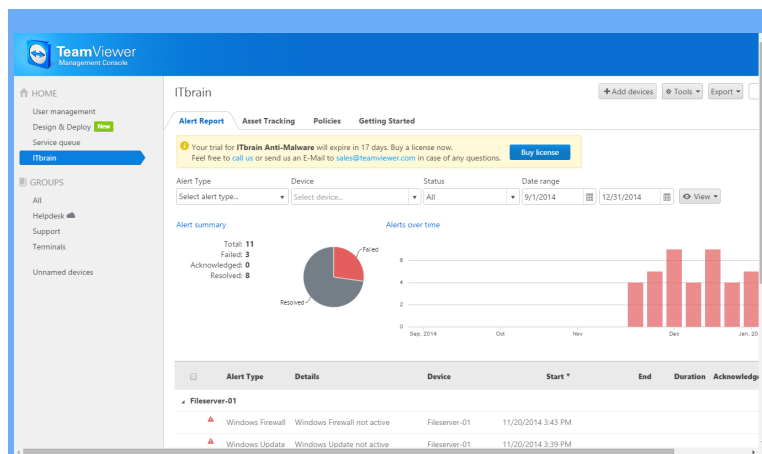 TeamViewer
Management Console
HOME
User management
Design & Deploy New
Service queue
ITbrain
GROUPS
All
Helpdesk
Support
Terminals
Unnamed devices
ITbrain
+ Add devices Tools Export
Alert Report Asset Tracking Policies Getting Started
Your trial for ITbrain Anti-Malware will expire in 17 days. Buy a license now.
Feel free to call us or send us an E-Mail to sales@teamviewer.com in case of any questions.
Buy license
Alert Type Device Status Date range
Select alert type... Select device... All 9/1/2014 12/31/2014 View
Alert summary
Total: 11
Failed: 3
Acknowledged: 0
Resolved: 8
Failed
Resolved
Alerts over time
6
4
2
0
Sep, 2014 Oct Nov Dec Jan, 20
Alert Type Details Device Start End Duration Acknowledge
Fileserver-01
Windows Firewall Windows Firewall not active Fileserver-01 11/20/2014 3:43 PM
Windows Update Windows Update not active Fileserver-01 11/20/2014 3:39 PM